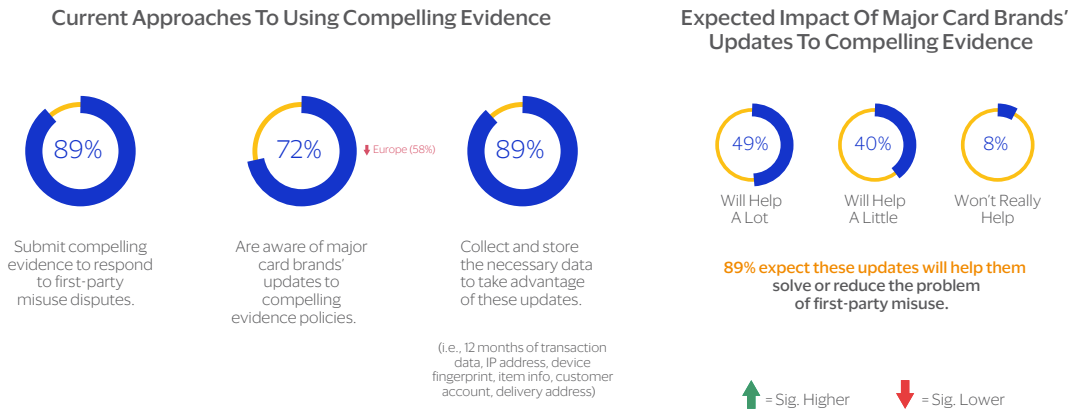 Current Approaches To Using Compelling Evidence
89%
Submit compelling
evidence to respond
to first-party
misuse disputes.
72%
Europe (58%)
Are aware of major
card brands'
updates to
compelling
evidence policies.
89%
Collect and store
the necessary data
to take advantage
of these updates.
(i.e., 12 months of transaction
data, IP address, device
fingerprint, item info, customer
account, delivery address)
Expected Impact Of Major Card Brands'
Updates To Compelling Evidence
49%
Will Help
A Lot
40%
Will Help
A Little
8%
Won't Really
Help
89% expect these updates will help them
solve or reduce the problem
of first-party misuse.
= Sig. Higher
= Sig. Lower